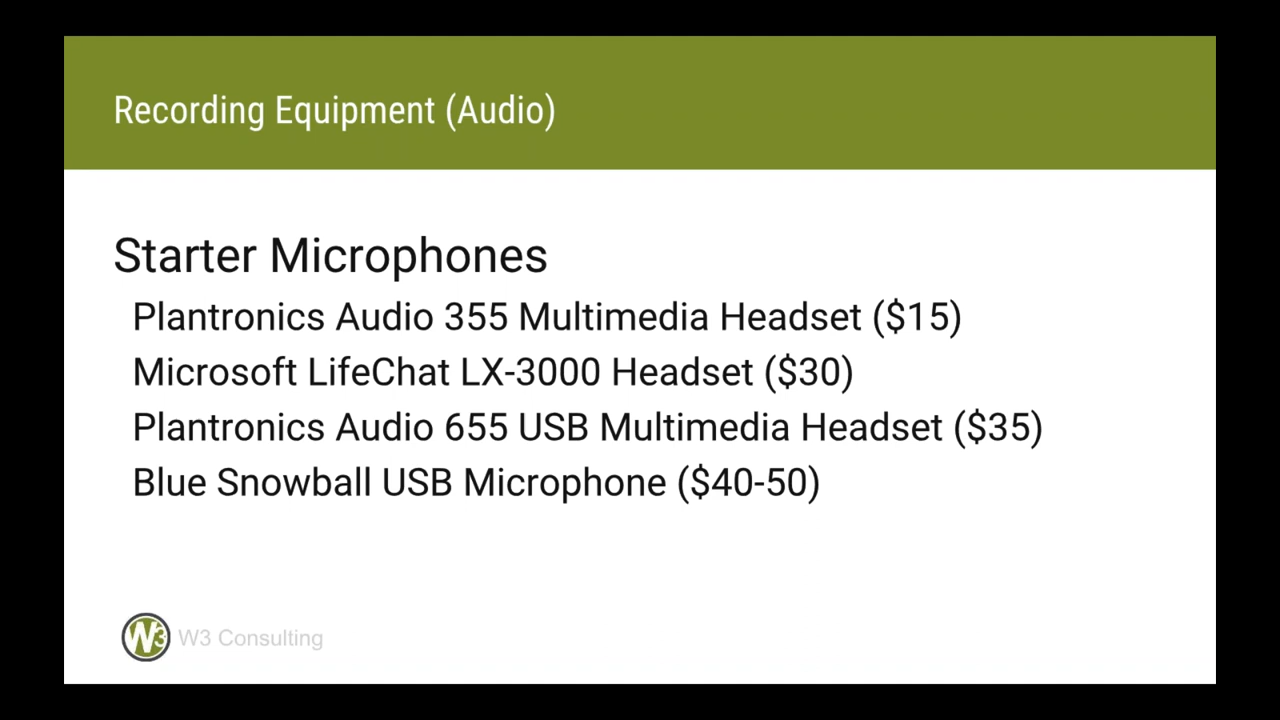 Recording Equipment (Audio)
Starter Microphones
Plantronics Audio 355 Multimedia Headset ($15)
Microsoft LifeChat LX-3000 Headset ($30)
Plantronics Audio 655 USB Multimedia Headset ($35)
Blue Snowball USB Microphone ($40-50)
W3 W3 Consulting